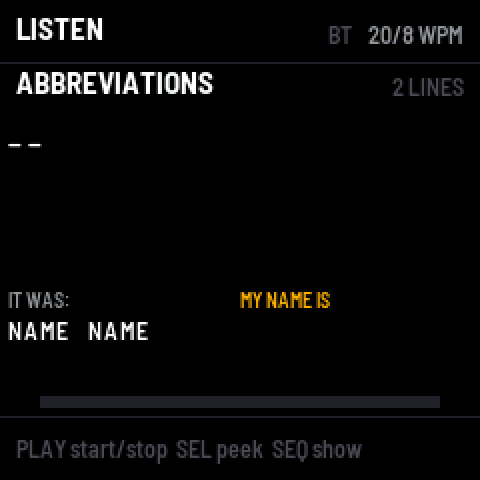 LISTEN
BT 20/8 WPM
ABBREVIATIONS
2 LINES
– –
IT WAS:
MY NAME IS
NAME NAME
PLAY start/stop SEL peek SEQ show